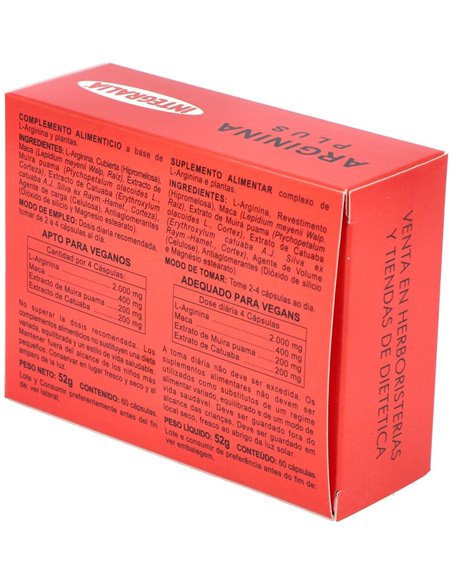 INTEGRALIA
ARGININA
PLUS
COMPLEMENTO ALIMENTICIO a base de
L-Arginina y plantas.
INGREDIENTES: L-Arginina, Cubierta (Hipromelosa),
Maca (Lepidium meyenii Walp, Raiz), Extracto de
Muira puama (Ptychopetalum olacoides L.,
Corteza), Extracto de Catuaba (Erythroxylum
catuaba A.J. Silva ex Raym.-Hamet, Corteza),
Agente de carga (Celulosa), Antiaglomerantes (Dióxido
de silicio y Magnesio estearato).
MODO DE EMPLEO: Dosis diaria recomendada,
tomar de 2 a 4 cápsulas al día.
APTO PARA VEGANOS
Cantidad por 4 Cápsulas:
L-Arginina 2.000 mg
Maca 400 mg
Extracto de Muira puama 200 mg
Extracto de Catuaba 200 mg
No superar la dosis recomendada. Los
complementos alimenticios no sustituyen una dieta
variada, equilibrada y un estilo de vida saludable.
Mantener fuera del alcance de los niños más
pequeños. Conservar en lugar fresco y seco y al
amparo de la luz.
PESO NETO: 52g CONTENIDO: 60 cápsulas.
Lote y Consumir preferentemente antes del fin
de: ver lateral.
SUPLEMENTO ALIMENTAR complexo de
L-Arginina e plantas.
INGREDIENTES: L-Arginina, Revestimento
(Hipromelosa), Maca (Lepidium meyenii Walp,
Raiz), Extrato de Muira Puama (Ptychopetalum
olacoides L., Cortex), Extrato de Catuaba
(Erythroxylum catuaba A.J. Silva ex
Raym.-Hamet., Cortex), Agente de Volume
(Celulosa), Antiaglomerantes (Dióxido de silício e
Magnésio estearato).
MODO DE TOMAR: Tome 2-4 cápsulas ao dia.
ADEQUADO PARA VEGANS
Dose diária 4 Cápsulas
L-Arginina 2.000 mg
Maca 400 mg
Extrato de Muira puama 200 mg
Extrato de Catuaba 200 mg
A toma diária não deve ser excedida. Os
suplementos alimentares não devem ser
utilizados como substitutos de um regime
alimentar variado, equilibrado e de um modo de
vida saudável. Deve ser guardado fora do
alcance das crianças. Deve ser guardado em
local seco, fresco ao abrigo da luz solar.
PESO LÍQUIDO: 52g CONTEÚDO: 60 cápsulas.
Lote e consumir de preferência antes do fim de:
ver embalagem.
VENTA EN HERBORISTERIAS
Y TIENDAS DE DIETETICA